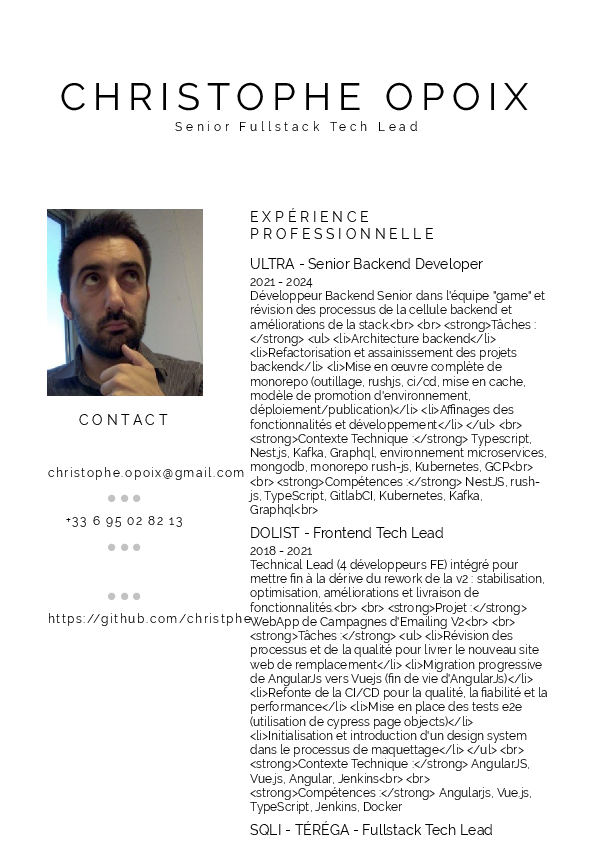 CHRISTOPHE OPOIX
Senior Fullstack Tech Lead
CONTACT
christophe.opoix@gmail.com
+33 6 95 02 82 13
https://github.com/christphe
EXPÉRIENCE
PROFESSIONNELLE
ULTRA - Senior Backend Developer
2021 - 2024
Développeur Backend Senior dans l'équipe "game" et
révision des processus de la cellule backend et
améliorations de la stack.<br> <br> <strong>Tâches :
</strong> <ul> <li>Architecture backend</li>
<li>Refactorisation et assainissement des projets
backend</li> <li>Mise en œuvre complète de
monorepo (outillage, rushjs, ci/cd, mise en cache,
modèle de promotion d'environnement,
déploiement/publication)</li> <li>Affinages des
fonctionnalités et développement</li> </ul> <br>
<strong>Contexte Technique :</strong> Typescript,
Nest.js, Kafka, Graphql, environnement microservices,
mongodb, monorepo rush-js, Kubernetes, GCP<br>
<br> <strong>Compétences :</strong> NestJS, rush-
js, TypeScript, GitlabCI, Kubernetes, Kafka,
Graphql<br>
DOLIST - Frontend Tech Lead
2018 - 2021
Technical Lead (4 développeurs FE) intégré pour
mettre fin à la dérive du rework de la v2 : stabilisation,
optimisation, améliorations et livraison de
fonctionnalités.<br> <br> <strong>Projet :</strong>
WebApp de Campagnes d'Emailing V2<br> <br>
<strong>Tâches :</strong> <ul> <li>Révision des
processus et de la qualité pour livrer le nouveau site
web de remplacement</li> <li>Migration progressive
de AngularJs vers Vuejs (fin de vie d'AngularJs)</li>
<li>Refonte de la CI/CD pour la qualité, la fiabilité et la
performance</li> <li>Mise en place des tests e2e
(utilisation de cypress page objects)</li>
<li>Initialisation et introduction d'un design system
dans le processus de maquettage</li> </ul> <br>
<strong>Contexte Technique :</strong> AngularJS,
Vue.js, Angular, Jenkins<br> <br>
<strong>Compétences :</strong> Angularjs, Vue.js,
TypeScript, Jenkins, Docker
SQLI - TÉRÉGA - Fullstack Tech Lead